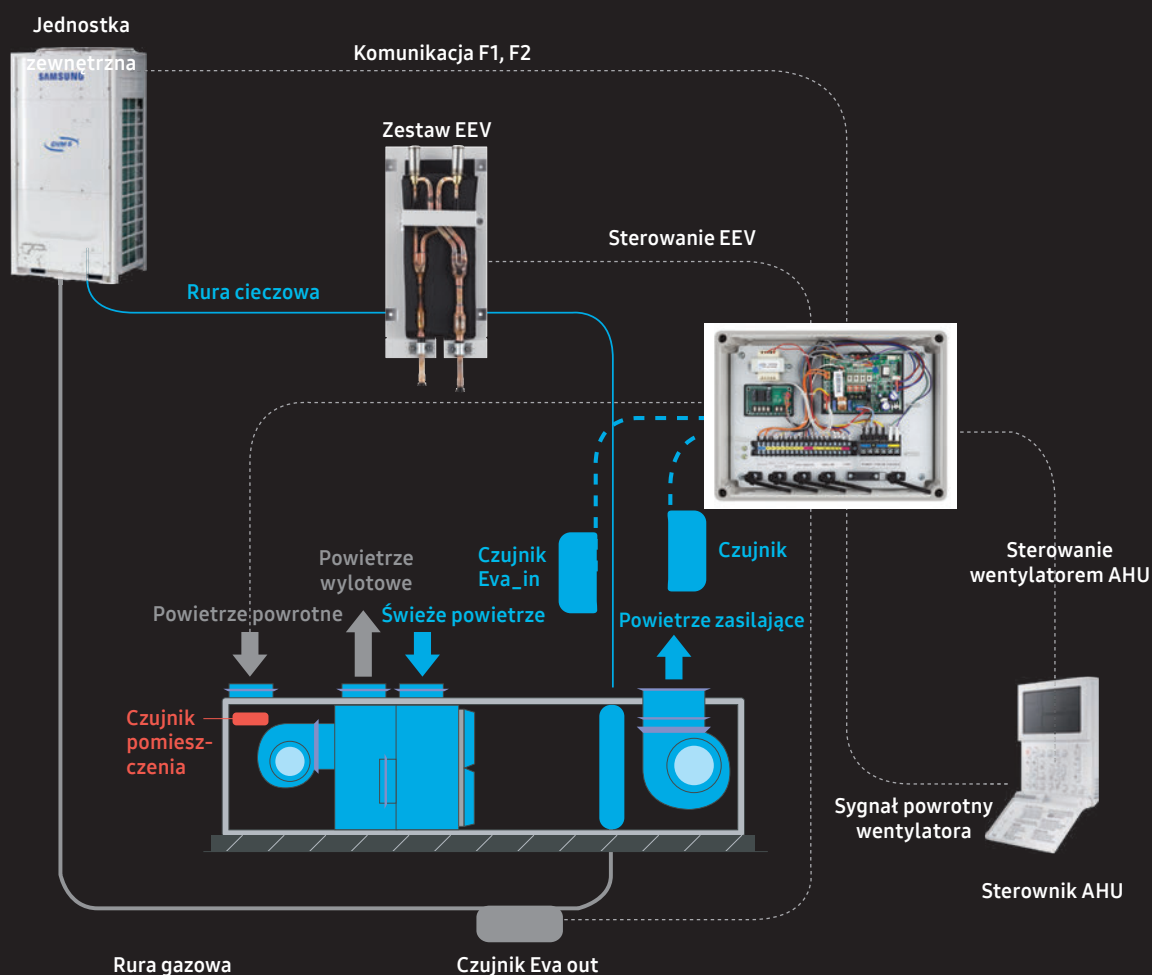 Jednostka
zewnętrzna
SAMSUNG
DVM S
Komunikacja F1, F2
Zestaw EEV
Sterowanie EEV
Rura cieczowa
Czujnik
Eva_in
Czujnik
Sterowanie
wentylatorem AHU
Powietrze
wylotowe
Powietrze powrotne
Świeże powietrze
Powietrze zasilające
Czujnik
pomiesz-
czenia
Sygnał powrotny
wentylatora
Sterownik AHU
Rura gazowa
Czujnik Eva out